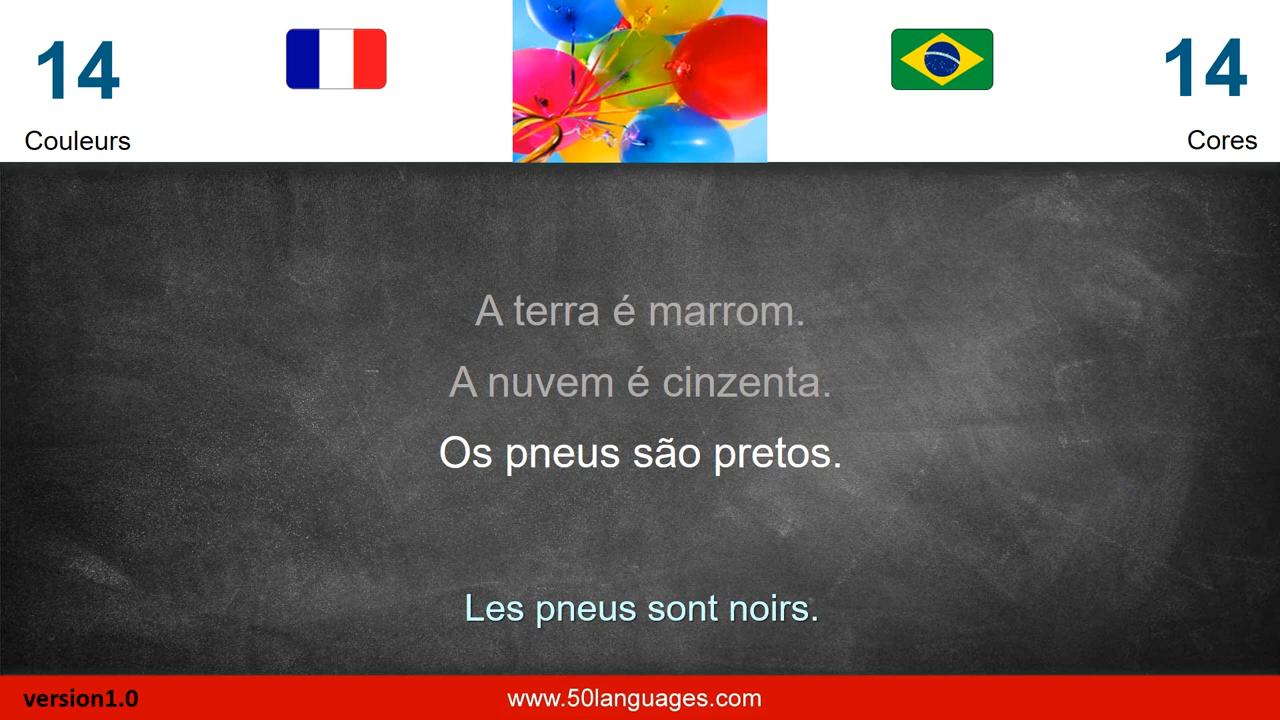 14
14
Couleurs
Cores
A terra é marrom.
A nuvem é cinzenta.
Os pneus são pretos.
Les pneus sont noirs.
version1.0
www.50languages.com